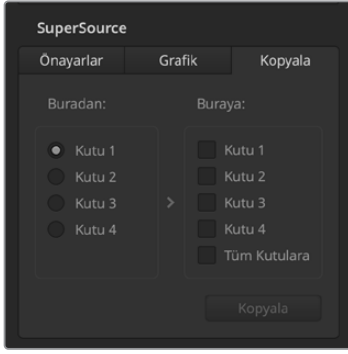 SuperSource
Önayarlar Grafik Kopyala
Buradan: Buraya:
Kutu 1 Kutu 1
Kutu 2 Kutu 2
Kutu 3 > Kutu 3
Kutu 4 Kutu 4
Tüm Kutulara
Kopyala